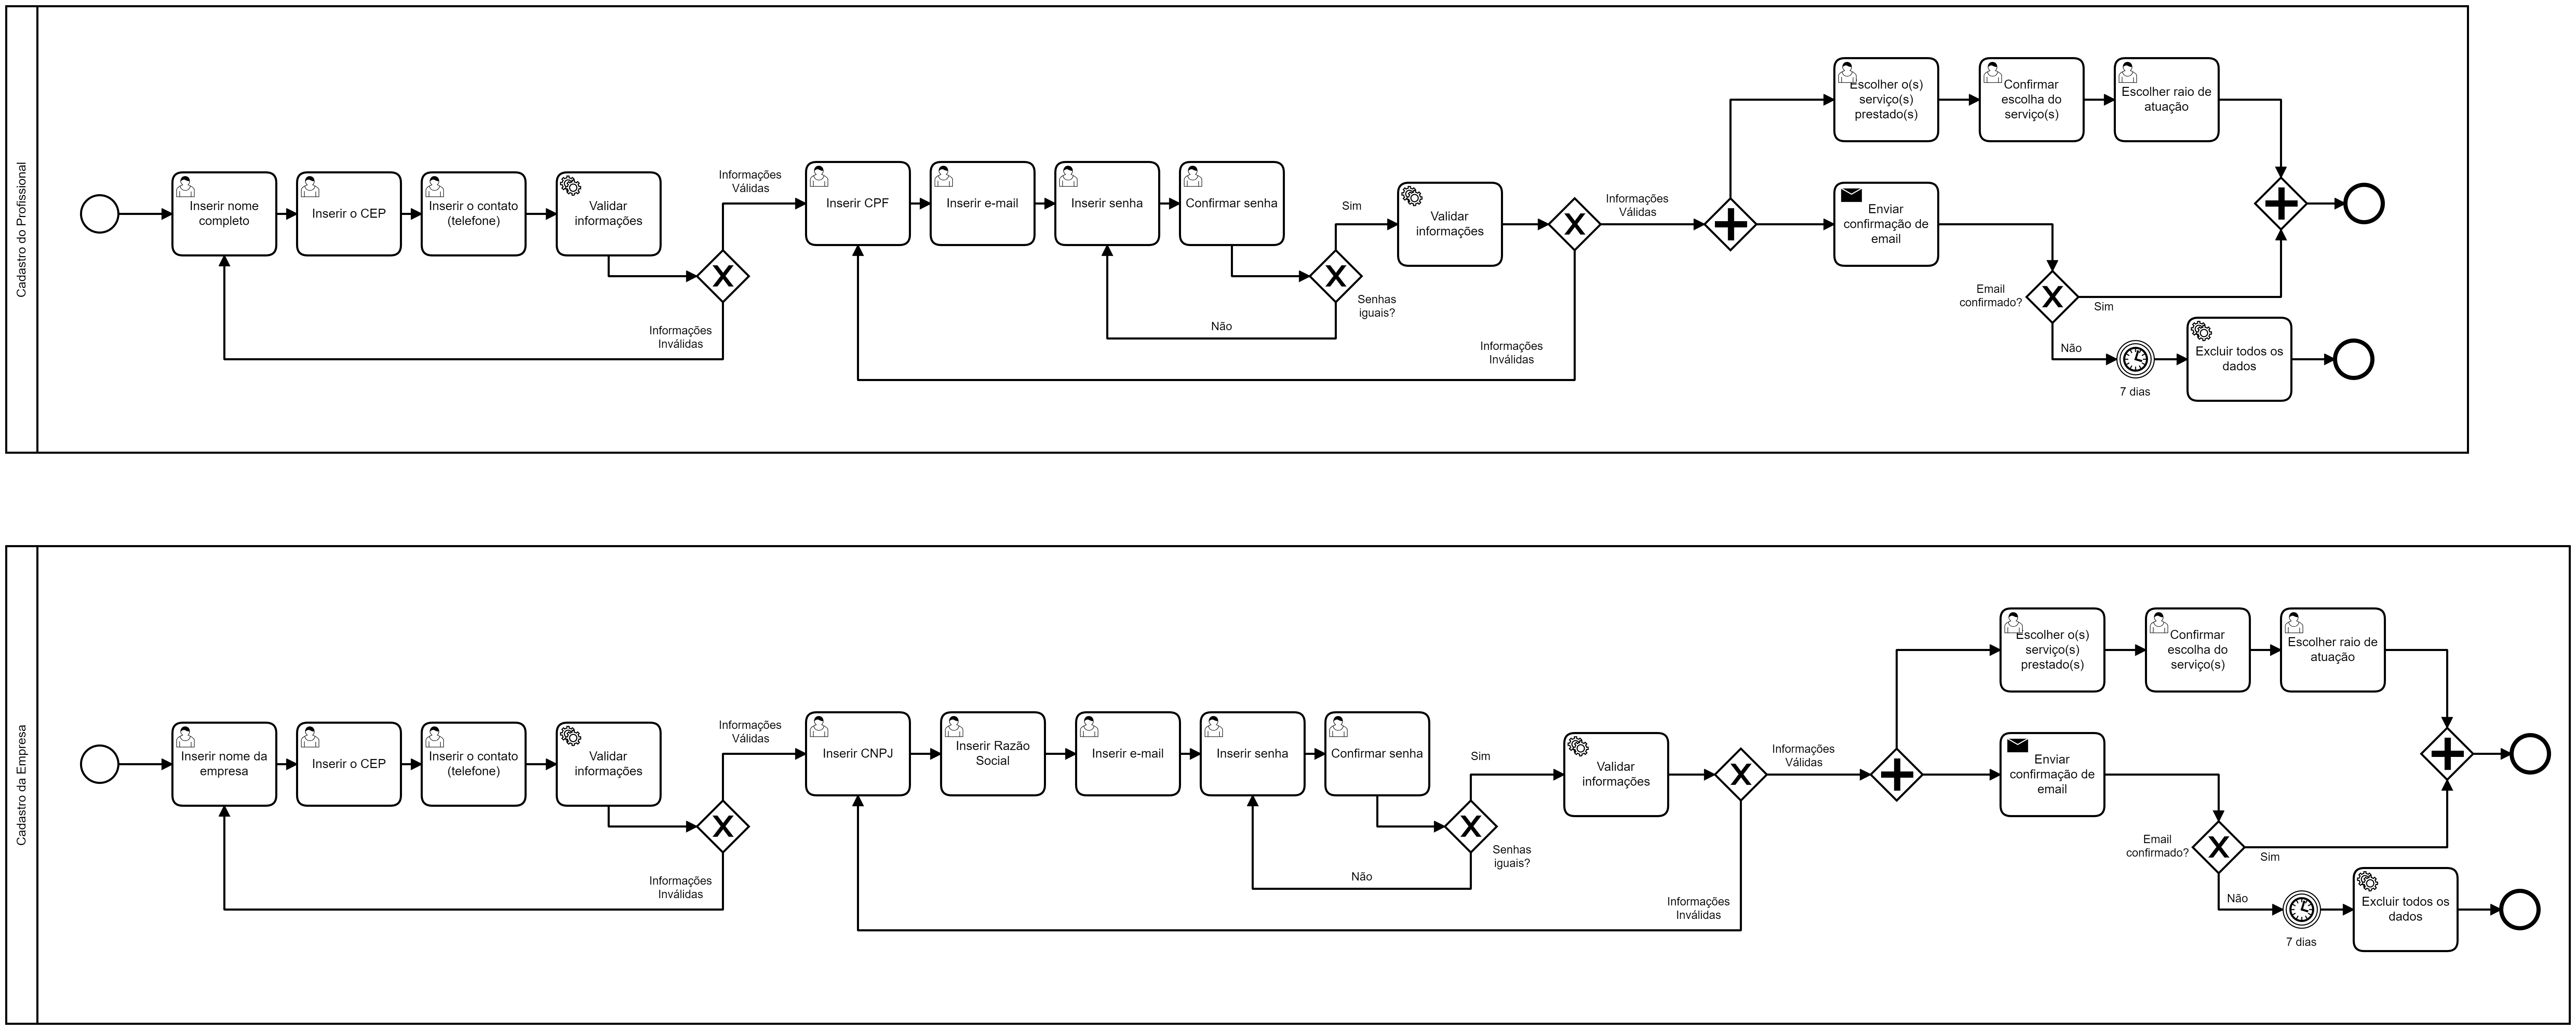 Cadastro do Profissional
Inserir nome
completo
Inserir o CEP
Inserir o contato
(telefone)
Validar
informações
Informações
Válidas
Informações
Inválidas
Inserir CPF
Inserir e-mail
Inserir senha
Confirmar senha
Sim
Senhas
iguais?
Não
Validar
informações
Informações
Válidas
Informações
Inválidas
Escolher o(s)
serviço(s)
prestado(s)
Confirmar
escolha do
serviço(s)
Escolher raio de
atuação
Enviar
confirmação de
email
Email
confirmado?
Sim
Não
7 dias
Excluir todos os
dados
Cadastro da Empresa
Inserir nome da
empresa
Inserir o CEP
Inserir o contato
(telefone)
Validar
informações
Informações
Válidas
Informações
Inválidas
Inserir CNPJ
Inserir Razão
Social
Inserir e-mail
Inserir senha
Confirmar senha
Sim
Senhas
iguais?
Não
Validar
informações
Informações
Válidas
Informações
Inválidas
Escolher o(s)
serviço(s)
prestado(s)
Confirmar
escolha do
serviço(s)
Escolher raio de
atuação
Enviar
confirmação de
email
Email
confirmado?
Sim
Não
7 dias
Excluir todos os
dados